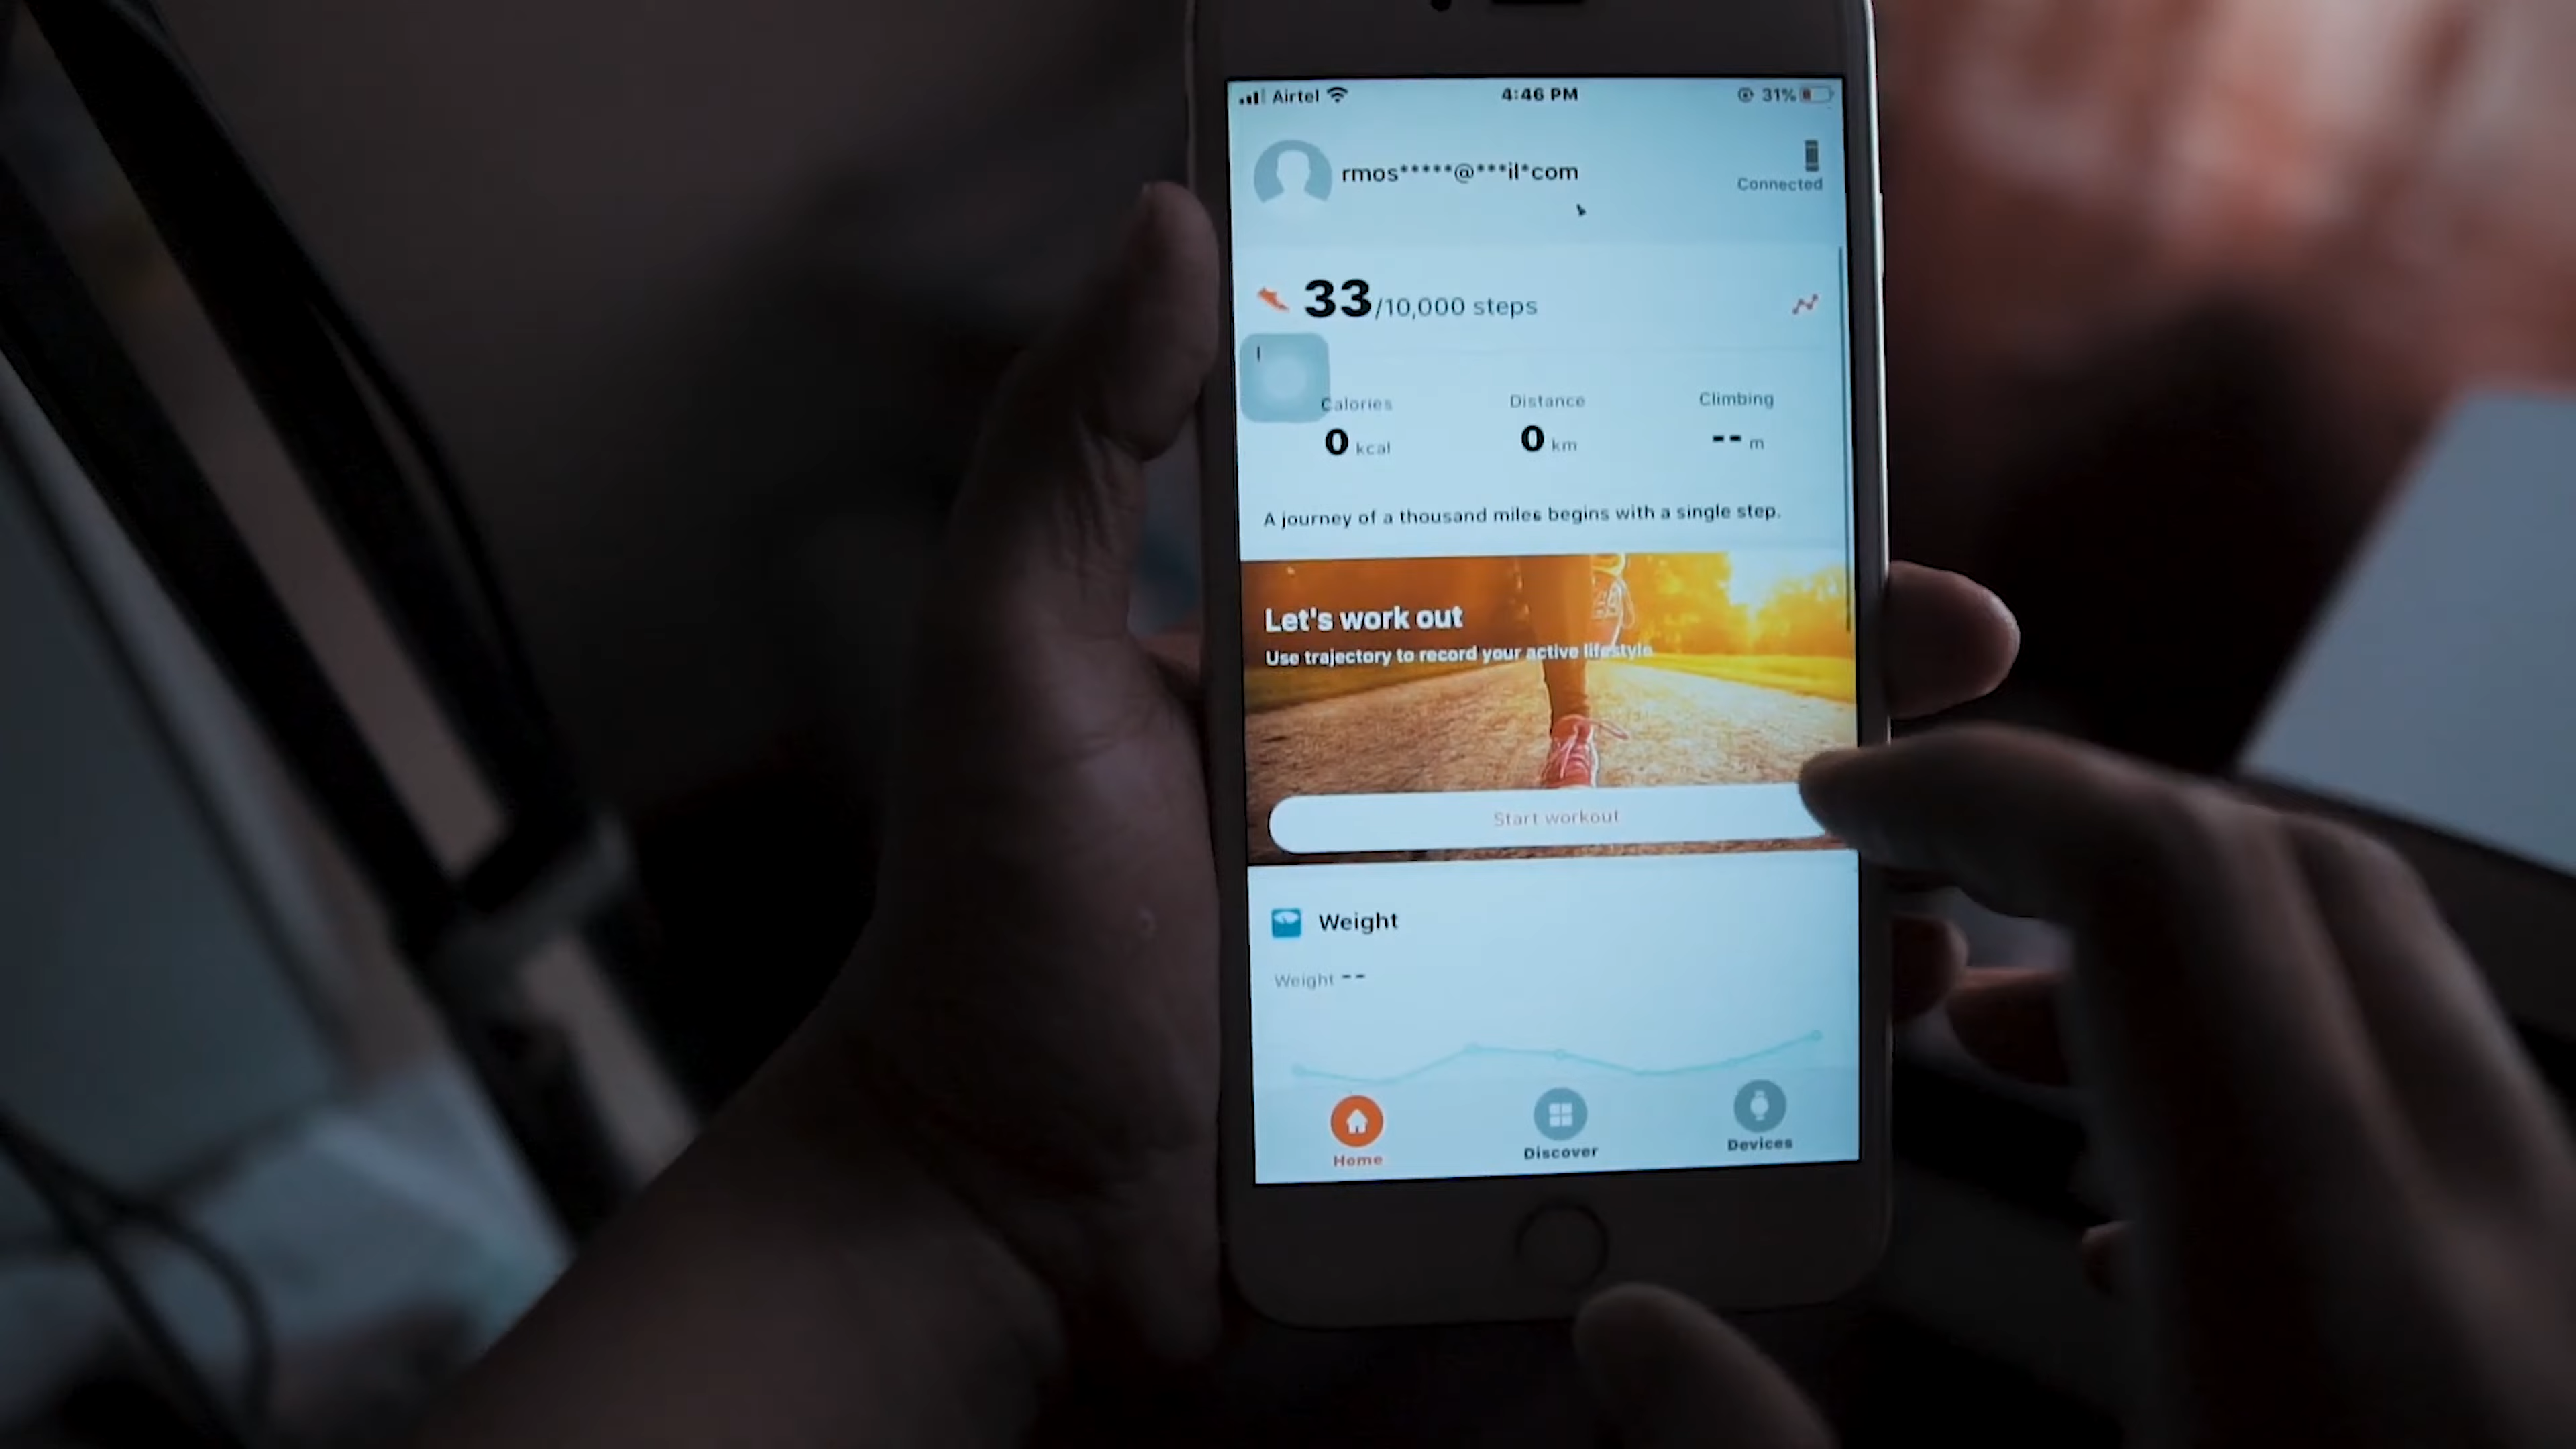 Airtel 4:46 PM 31%
rmos*****@***il*com
Connected
33/10,000 steps
Calories Distance Climbing
0 kcal 0 km -- m
A journey of a thousand miles begins with a single step.
Let's work out
Use trajectory to record your active lifestyle
Start workout
Weight
Weight --
Home Discover Devices